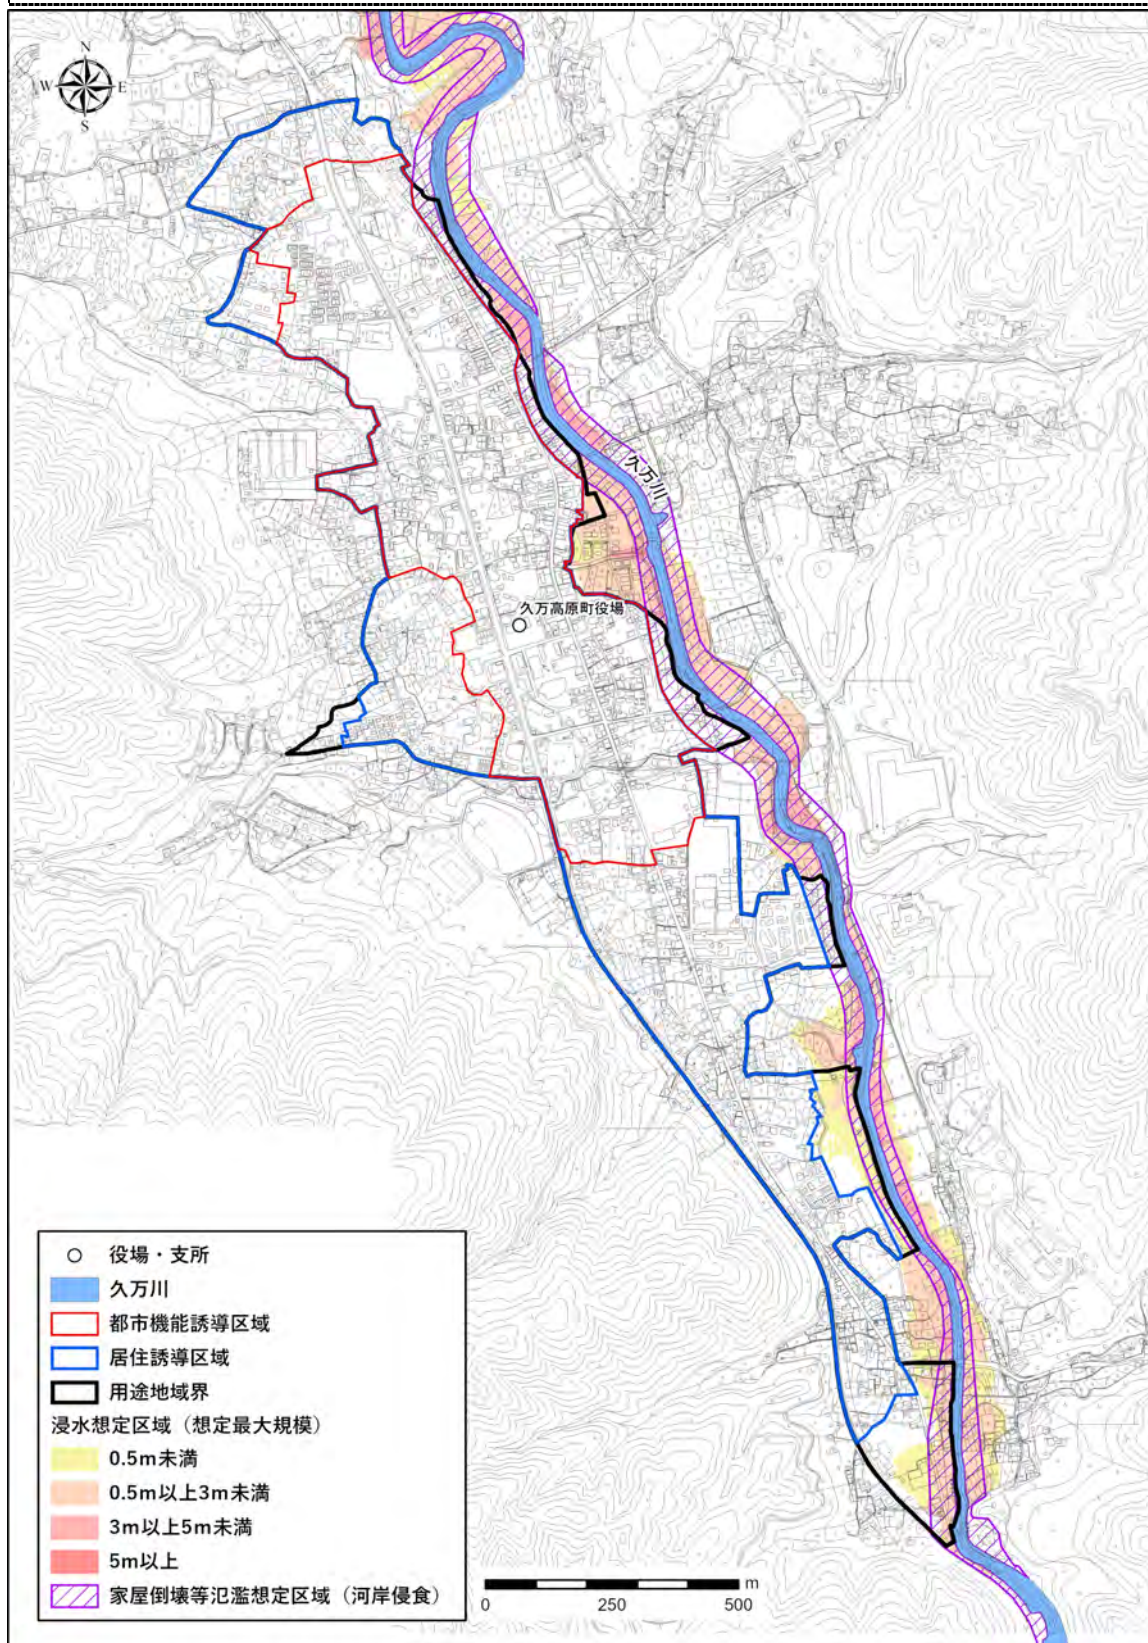 N
W E
S
久万川
久万高原町役場
役場・支所
久万川
都市機能誘導区域
居住誘導区域
用途地域界
浸水想定区域（想定最大規模）
0.5m未満
0.5m以上3m未満
3m以上5m未満
5m以上
家屋倒壊等氾濫想定区域（河岸侵食）
m
0 250 500